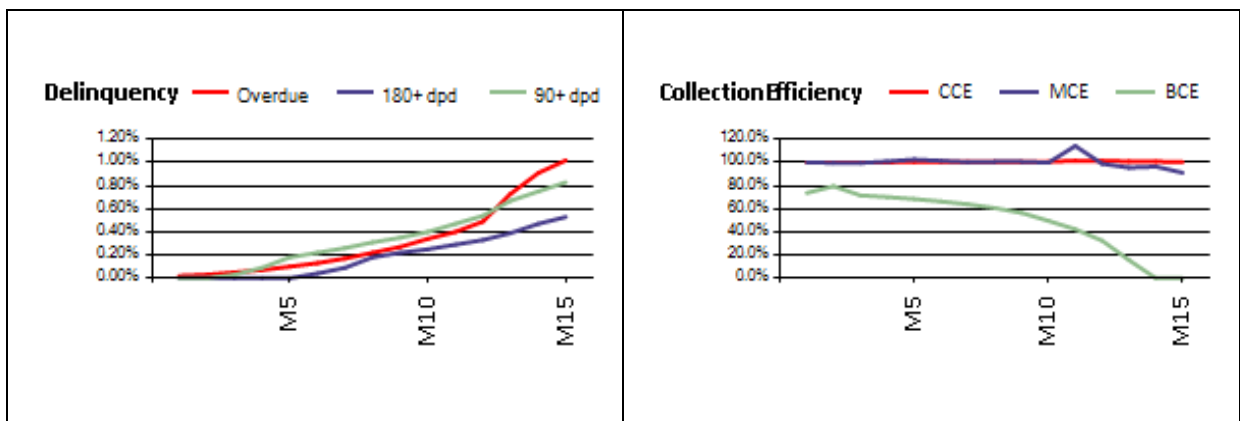 Delinquency Overdue 180+ dpd 90+ dpd
1.20%
1.00%
0.80%
0.60%
0.40%
0.20%
0.00%
M5
M10
M15
Collection Efficiency CCE MCE BCE
120.0%
100.0%
80.0%
60.0%
40.0%
20.0%
0.0%
M5
M10
M15